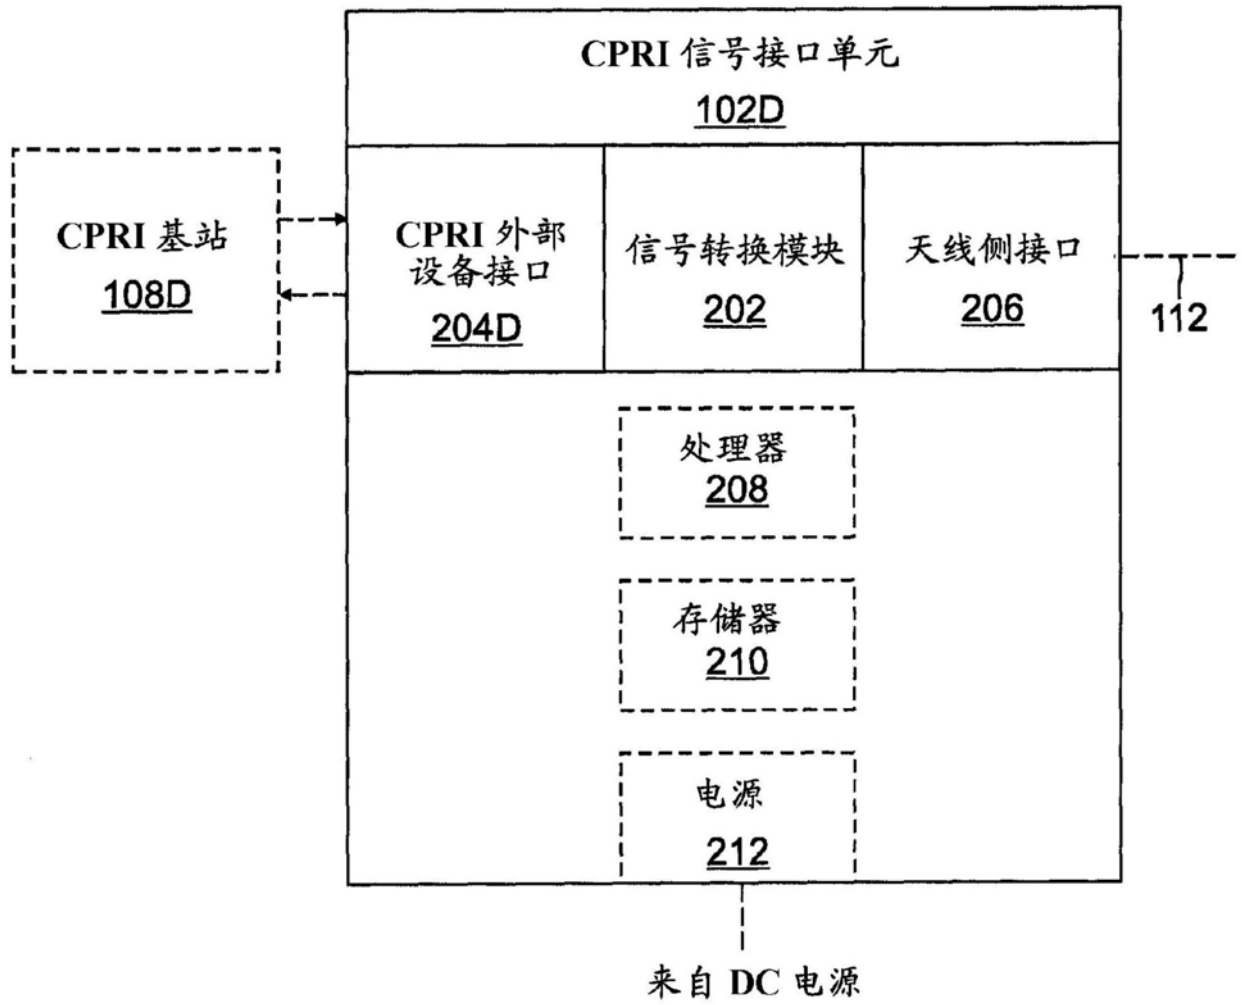 CPRI 信号接口单元
102D
CPRI 基站
108D
CPRI 外部
设备接口
204D
信号转换模块
202
天线侧接口
206
112
处理器
208
存储器
210
电源
212
来自 DC 电源